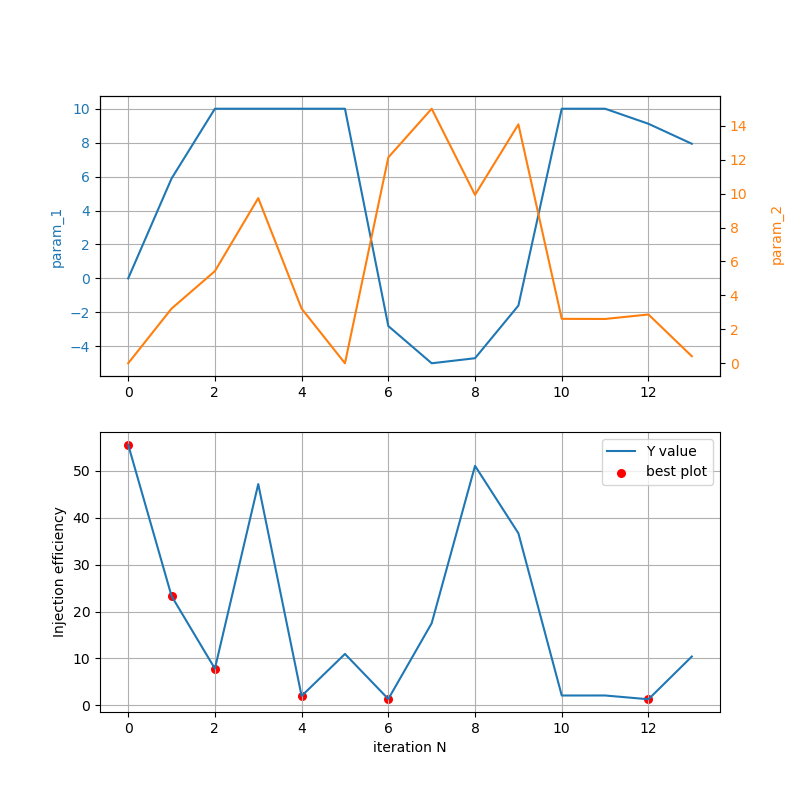 10
8
6
4
2
0
−2
−4
param_1
14
12
10
8
6
4
2
0
param_2
0 2 4 6 8 10 12
50
40
30
20
10
0
Injection efficiency
Y value
best plot
0 2 4 6 8 10 12
iteration N